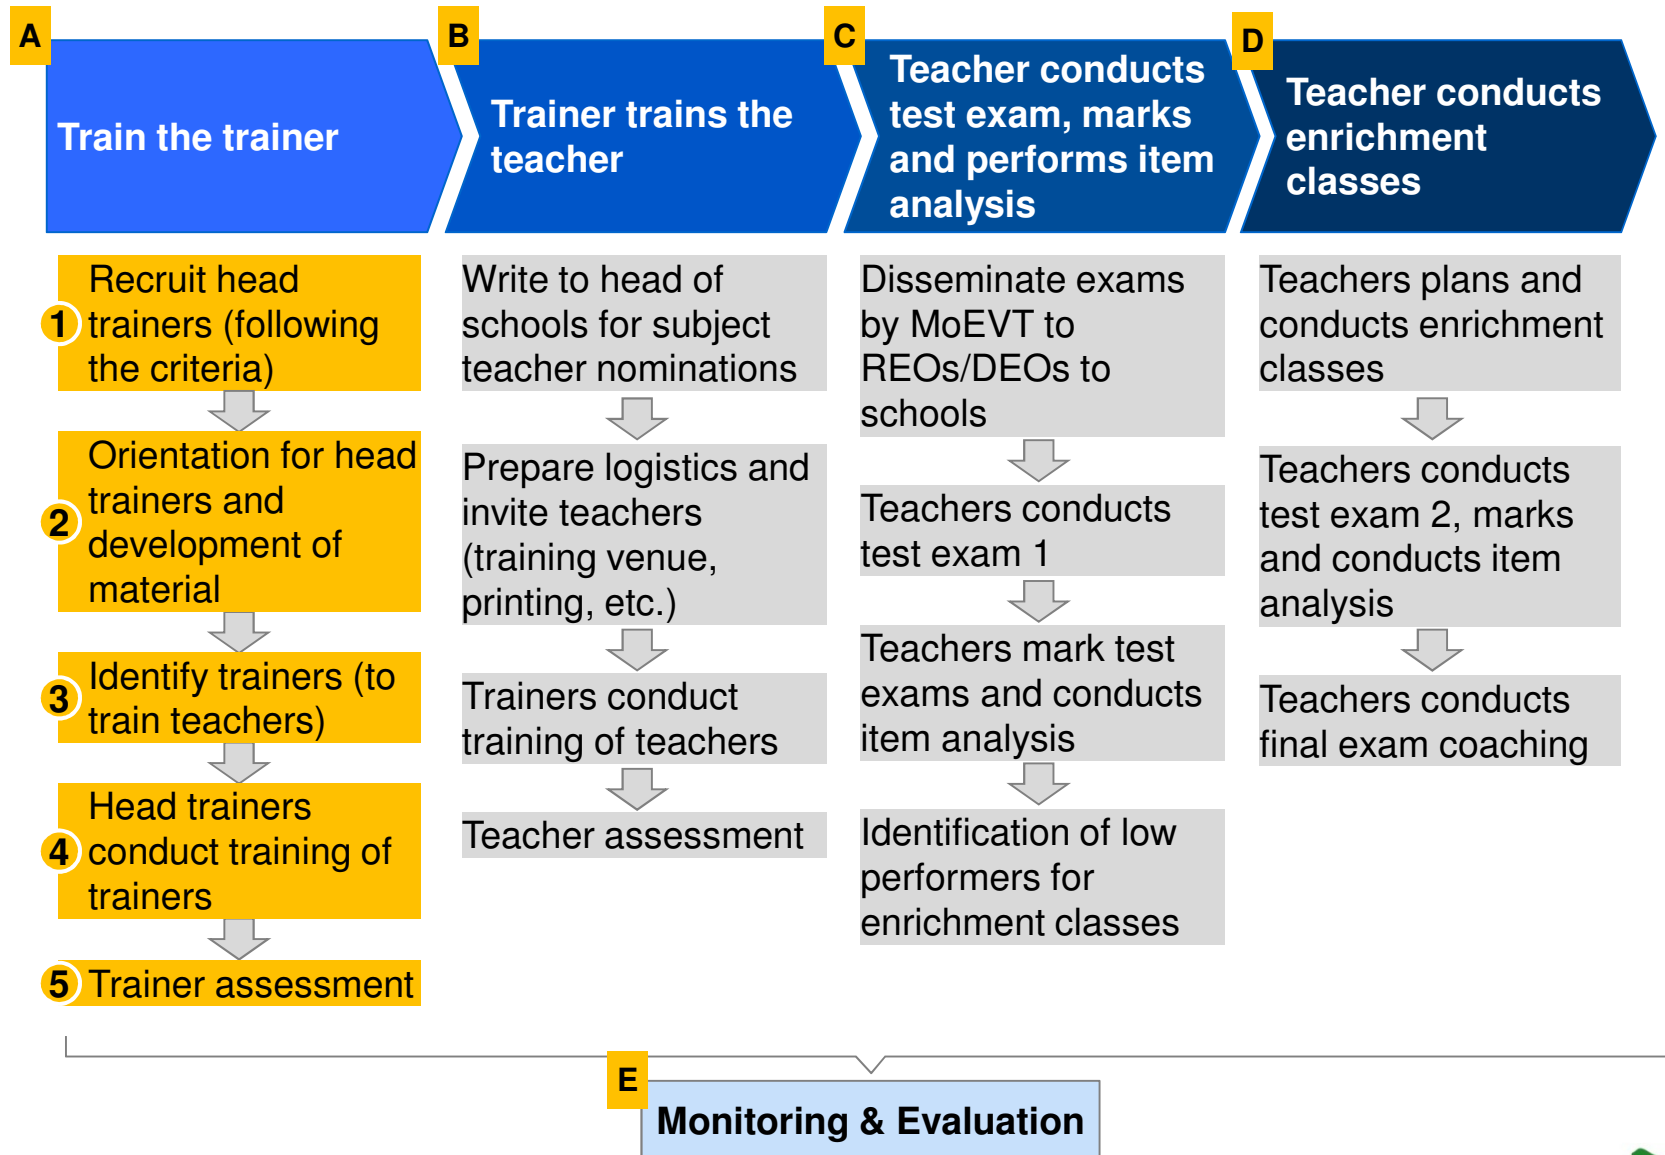 A
Train the trainer
1
Recruit head
trainers (following
the criteria)
2
Orientation for head
trainers and
development of
material
3
Identify trainers (to
train teachers)
4
Head trainers
conduct training of
trainers
5
Trainer assessment
B
Trainer trains the
teacher
Write to head of
schools for subject
teacher nominations
Prepare logistics and
invite teachers
(training venue,
printing, etc.)
Trainers conduct
training of teachers
Teacher assessment
C
Teacher conducts
test exam, marks
and performs item
analysis
Disseminate exams
by MoEVT to
REOs/DEOs to
schools
Teachers conducts
test exam 1
Teachers mark test
exams and conducts
item analysis
Identification of low
performers for
enrichment classes
D
Teacher conducts
enrichment
classes
Teachers plans and
conducts enrichment
classes
Teachers conducts
test exam 2, marks
and conducts item
analysis
Teachers conducts
final exam coaching
E
Monitoring & Evaluation